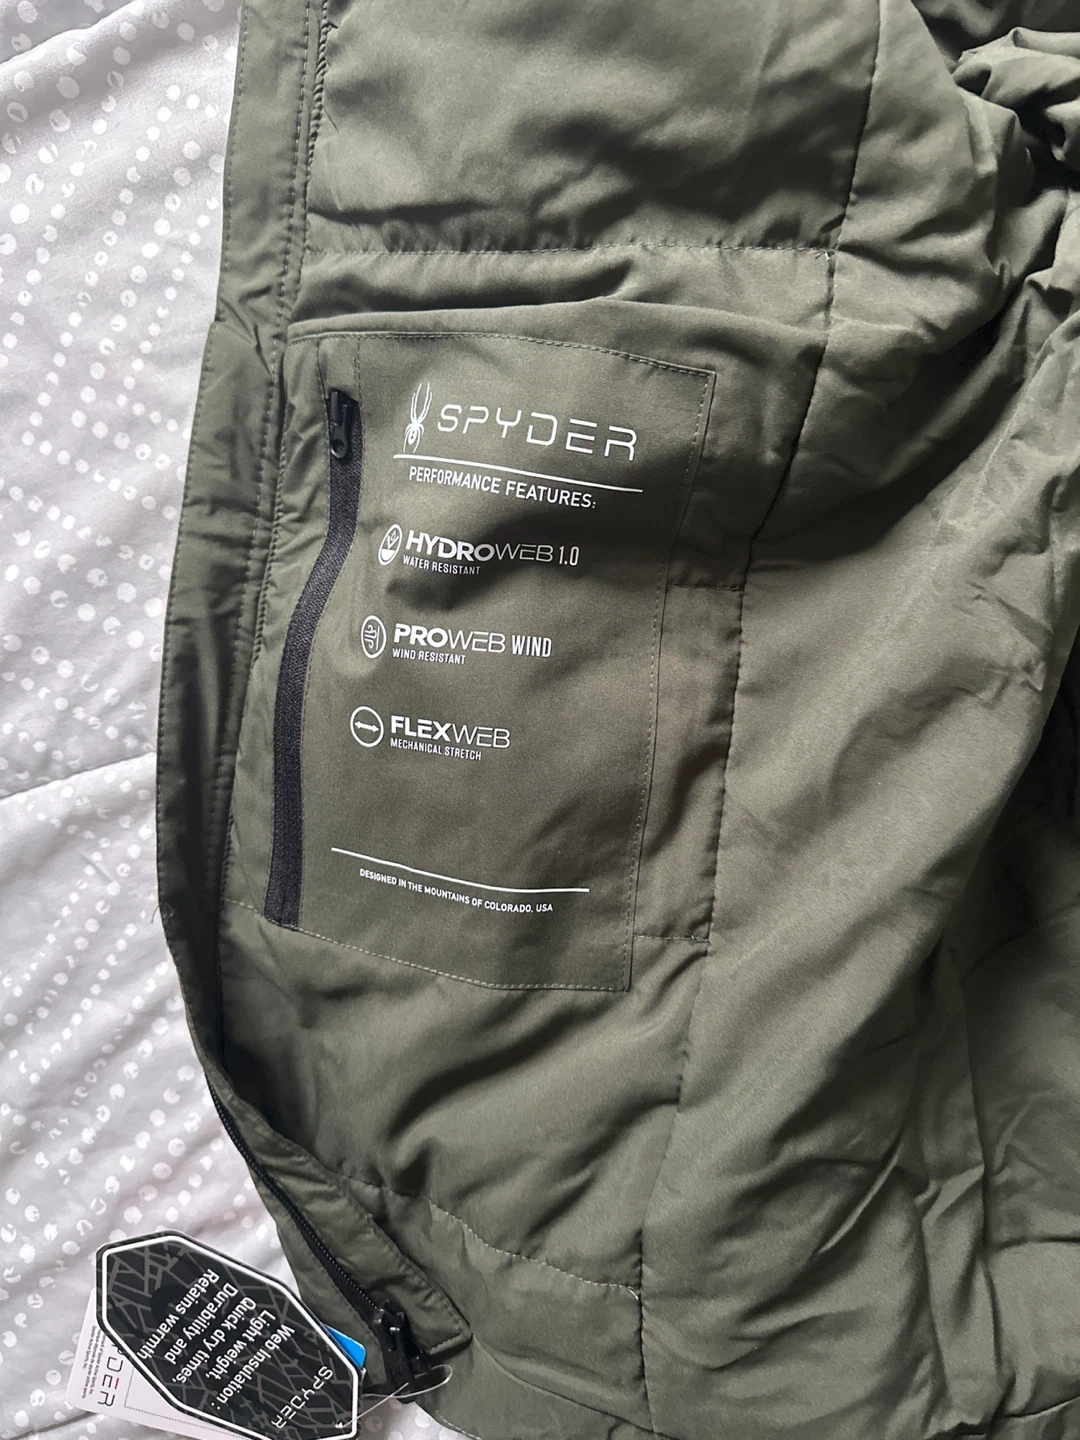 SPYDER
PERFORMANCE FEATURES:
HYDROWEB 1.0
WATER RESISTANT
PROWEB WIND
WIND RESISTANT
FLEXWEB
MECHANICAL STRETCH
DESIGNED IN THE MOUNTAINS OF COLORADO, USA
SPYDER
Web insulation:
Light weight,
Quick dry times,
Durability and
Retains warmth
PDER